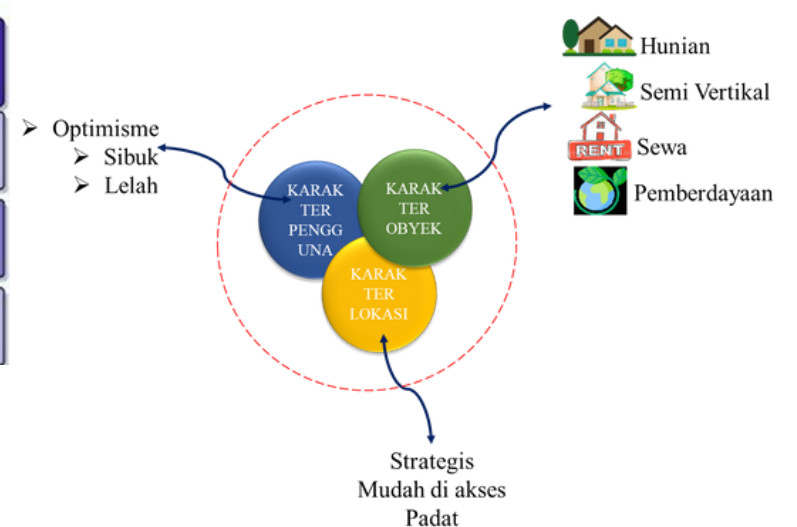 Optimisme
Sibuk
Lelah
KARAK
TER
PENGG
UNA
KARAK
TER
OBYEK
KARAK
TER
LOKASI
Hunian
Semi Vertikal
RENT
Sewa
Pemberdayaan
Strategis
Mudah di akses
Padat